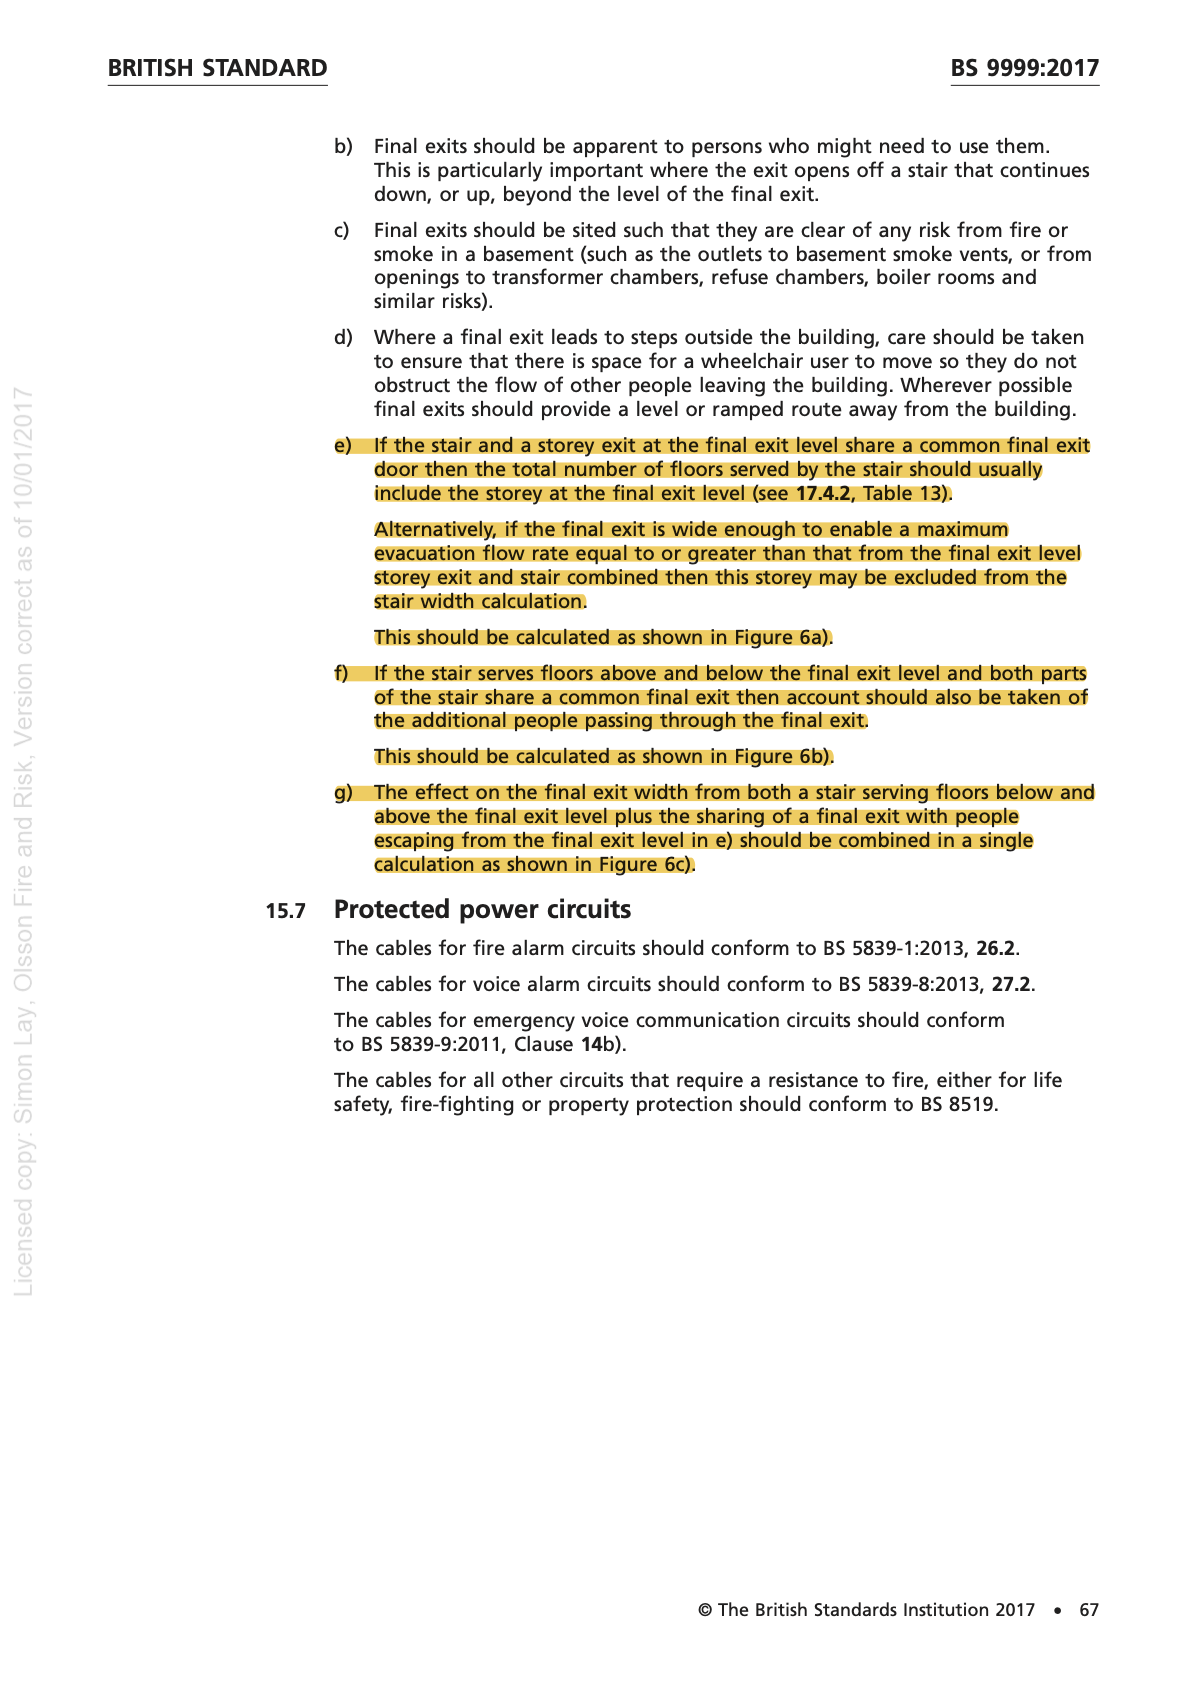 BRITISH STANDARD
BS 9999:2017
b) Final exits should be apparent to persons who might need to use them.
This is particularly important where the exit opens off a stair that continues
down, or up, beyond the level of the final exit.
c) Final exits should be sited such that they are clear of any risk from fire or
smoke in a basement (such as the outlets to basement smoke vents, or from
openings to transformer chambers, refuse chambers, boiler rooms and
similar risks).
d) Where a final exit leads to steps outside the building, care should be taken
to ensure that there is space for a wheelchair user to move so they do not
obstruct the flow of other people leaving the building. Wherever possible
final exits should provide a level or ramped route away from the building.
e) If the stair and a storey exit at the final exit level share a common final exit
door then the total number of floors served by the stair should usually
include the storey at the final exit level (see 17.4.2, Table 13).
Alternatively, if the final exit is wide enough to enable a maximum
evacuation flow rate equal to or greater than that from the final exit level
storey exit and stair combined then this storey may be excluded from the
stair width calculation.
This should be calculated as shown in Figure 6a).
f) If the stair serves floors above and below the final exit level and both parts
of the stair share a common final exit then account should also be taken of
the additional people passing through the final exit.
This should be calculated as shown in Figure 6b).
g) The effect on the final exit width from both a stair serving floors below and
above the final exit level plus the sharing of a final exit with people
escaping from the final exit level in e) should be combined in a single
calculation as shown in Figure 6c).
15.7 Protected power circuits
The cables for fire alarm circuits should conform to BS 5839-1:2013, 26.2.
The cables for voice alarm circuits should conform to BS 5839-8:2013, 27.2.
The cables for emergency voice communication circuits should conform
to BS 5839-9:2011, Clause 14b).
The cables for all other circuits that require a resistance to fire, either for life
safety, fire-fighting or property protection should conform to BS 8519.
Licensed copy: Simon Lay, Olsson Fire and Risk, Version correct as of 10/01/2017
© The British Standards Institution 2017 • 67